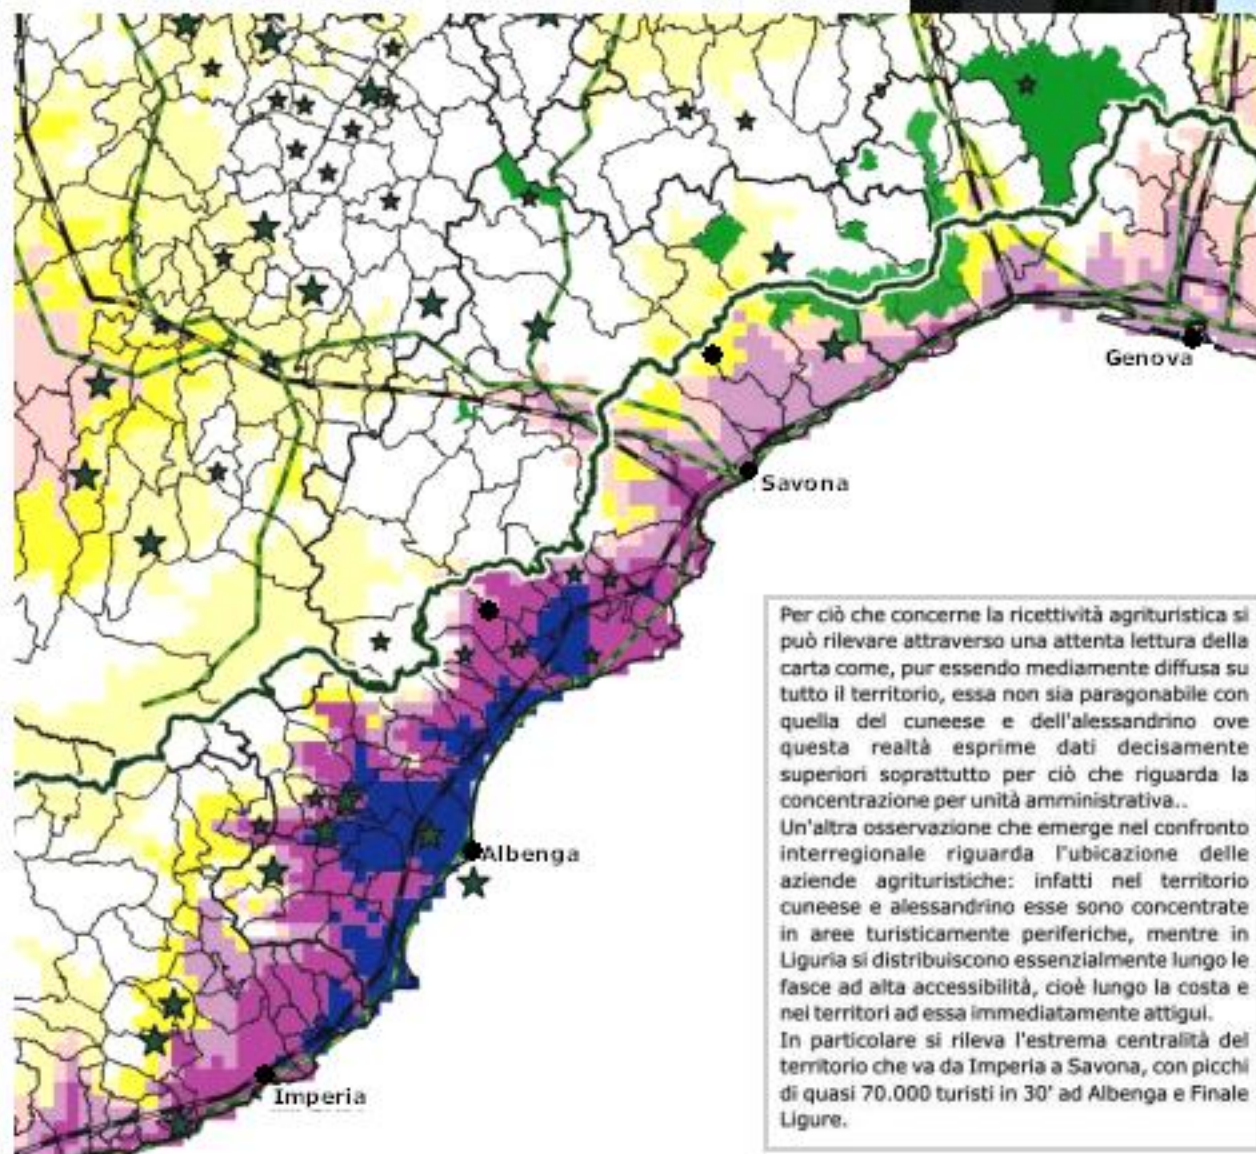 Genova
Savona
Per ciò che concerne la ricettività agrituristica si
può rilevare attraverso una attenta lettura della
carta come, pur essendo mediamente diffusa su
tutto il territorio, essa non sia paragonabile con
quella del cuneese e dell'alessandrino ove
questa realtà esprime dati decisamente
superiori soprattutto per ciò che riguarda la
concentrazione per unità amministrativa..
Un'altra osservazione che emerge nel confronto
interregionale riguarda l'ubicazione delle
aziende agrituristiche: infatti nel territorio
cuneese e alessandrino esse sono concentrate
in aree turisticamente periferiche, mentre in
Liguria si distribuiscono essenzialmente lungo le
fasce ad alta accessibilità, cioè lungo la costa e
nei territori ad essa immediatamente attigui.
In particolare si rileva l'estrema centralità del
territorio che va da Imperia a Savona, con picchi
di quasi 70.000 turisti in 30' ad Albenga e Finale
Ligure.
Albenga
Imperia